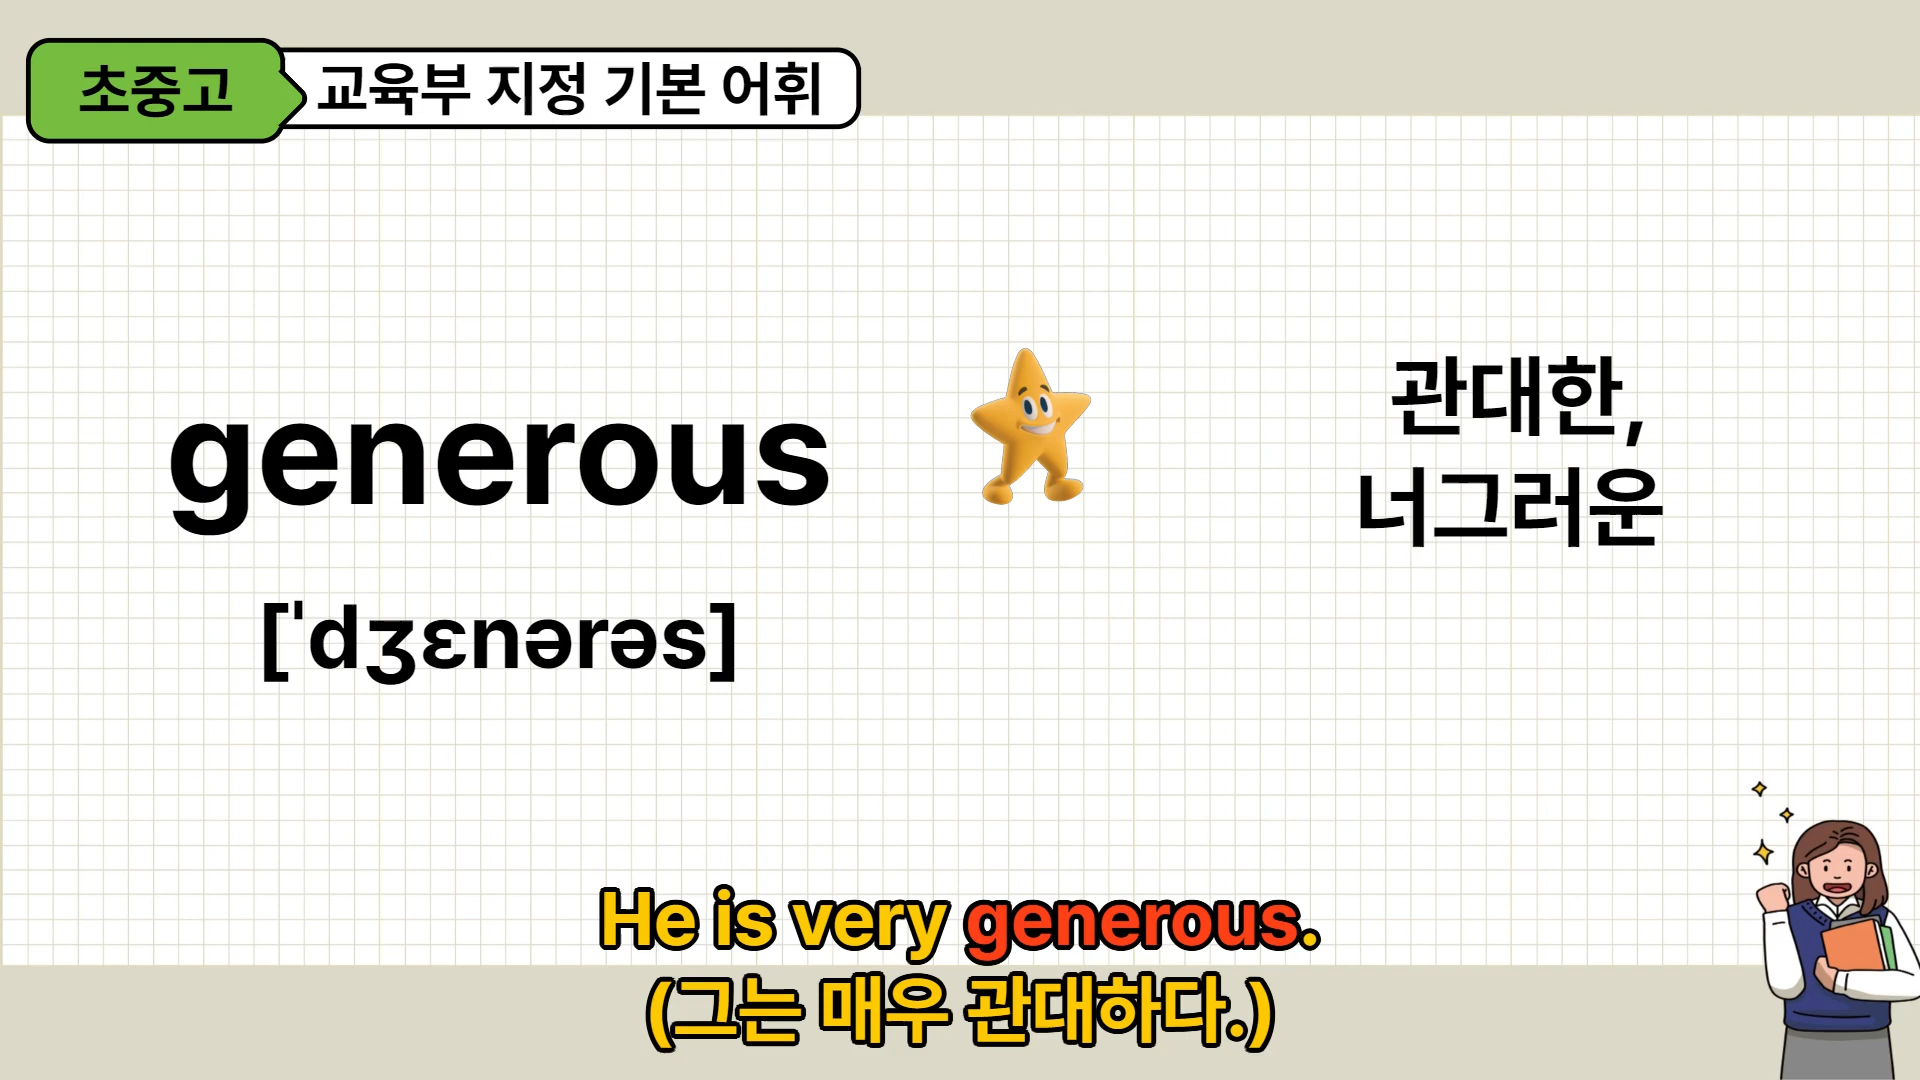 초중고
교육부 지정 기본 어휘
generous
[ˈdʒɛnərəs]
관대한,
너그러운
He is very generous.
(그는 매우 관대하다.)